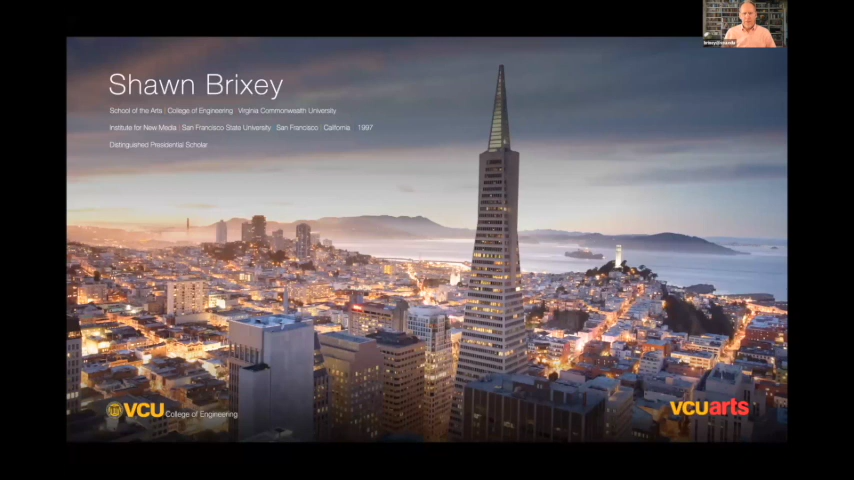 Shawn Brixey
School of the Arts | College of Engineering | Virginia Commonwealth University
Institute for New Media | San Francisco State University | San Francisco | California | 1997
Distinguished Presidential Scholar
VCU College of Engineering
vcuarts